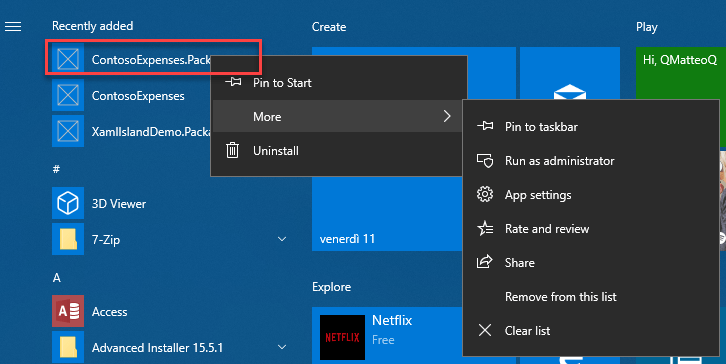 Recently added
ContosoExpenses.Pack
ContosoExpenses
XamlIslandDemo.Packa
#
3D Viewer
7-Zip
A
Access
Advanced Installer 15.5.1
Pin to Start
More
Uninstall
Pin to taskbar
Run as administrator
App settings
Rate and review
Share
Remove from this list
Clear list
Create
venerdì 11
Explore
NETFLIX
Netflix
Free
Play
Hi, QMatteoQ